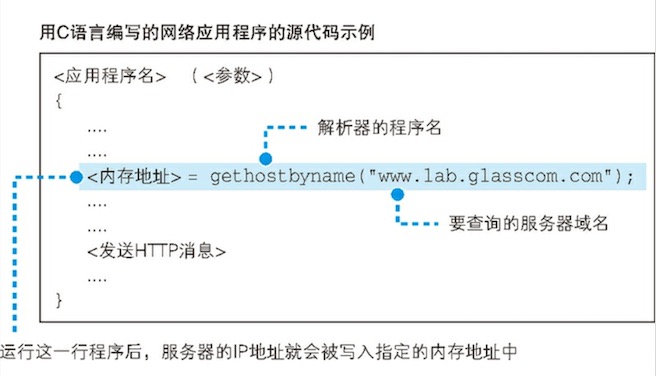 用C语言编写的网络应用程序的源代码示例
<应用程序名> (<参数>)
{
....
解析器的程序名
....
<内存地址> = gethostbyname("www.lab.glasscom.com");
....
....
要查询的服务器域名
<发送HTTP消息>
....
}
运行这一行程序后，服务器的IP地址就会被写入指定的内存地址中